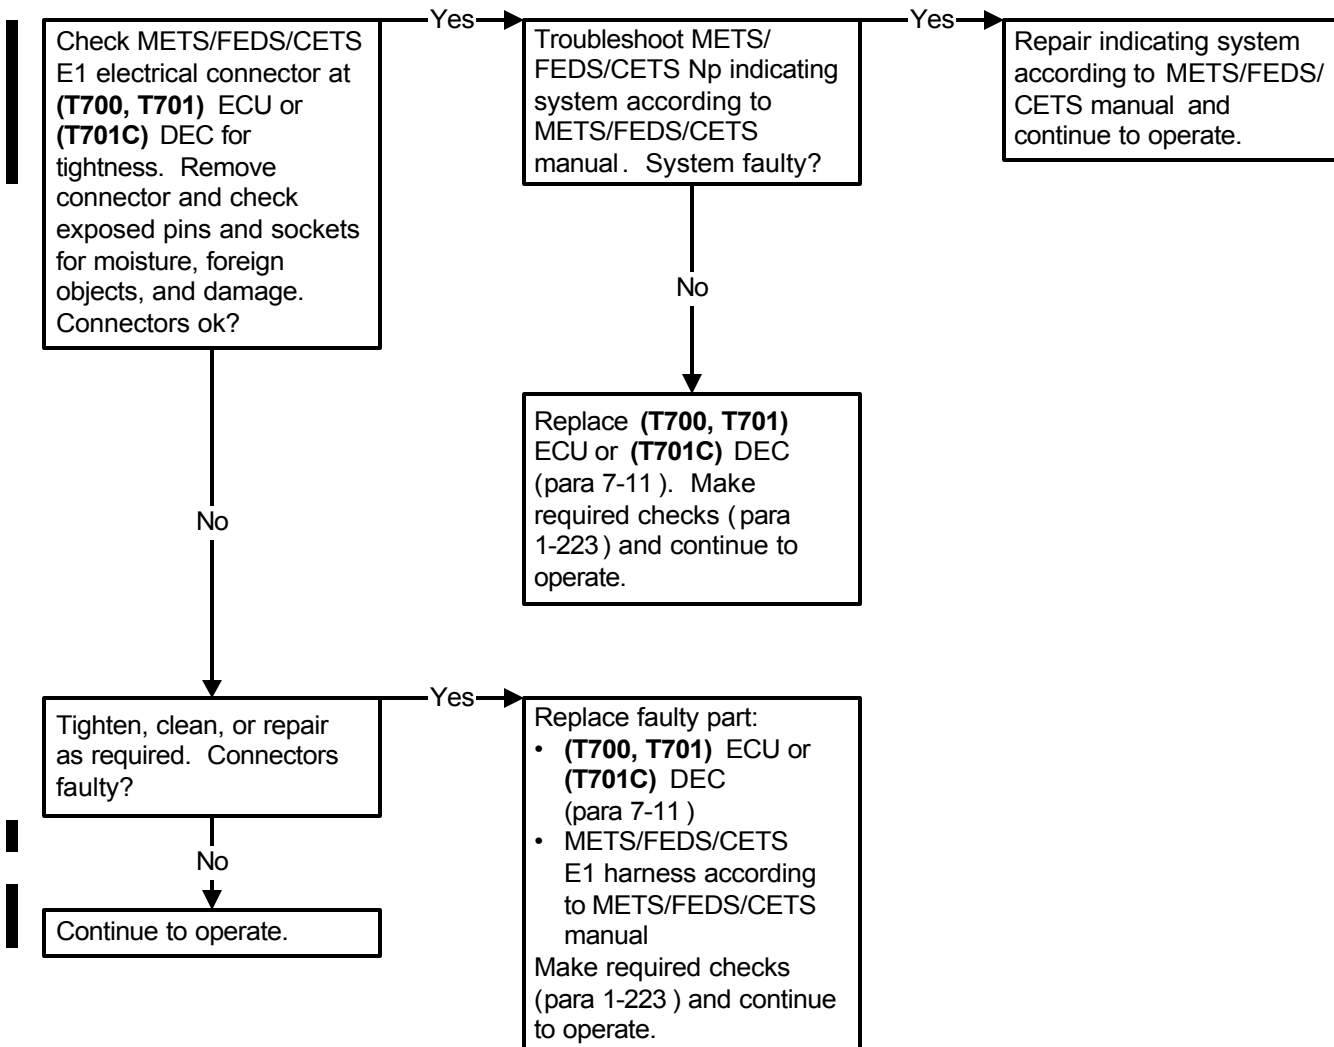 Check METS/FEDS/CETS
E1 electrical connector at
(T700, T701) ECU or
(T701C) DEC for
tightness. Remove
connector and check
exposed pins and sockets
for moisture, foreign
objects, and damage.
Connectors ok?
Yes
Troubleshoot METS/
FEDS/CETS Np indicating
system according to
METS/FEDS/CETS
manual. System faulty?
Yes
Repair indicating system
according to METS/FEDS/
CETS manual and
continue to operate.
No
Replace (T700, T701)
ECU or (T701C) DEC
(para 7-11 ). Make
required checks (para
1-223 ) and continue to
operate.
No
Tighten, clean, or repair
as required. Connectors
faulty?
Yes
Replace faulty part:
• (T700, T701) ECU or
(T701C) DEC
(para 7-11 )
• METS/FEDS/CETS
E1 harness according
to METS/FEDS/CETS
manual
Make required checks
(para 1-223 ) and continue
to operate.
No
Continue to operate.